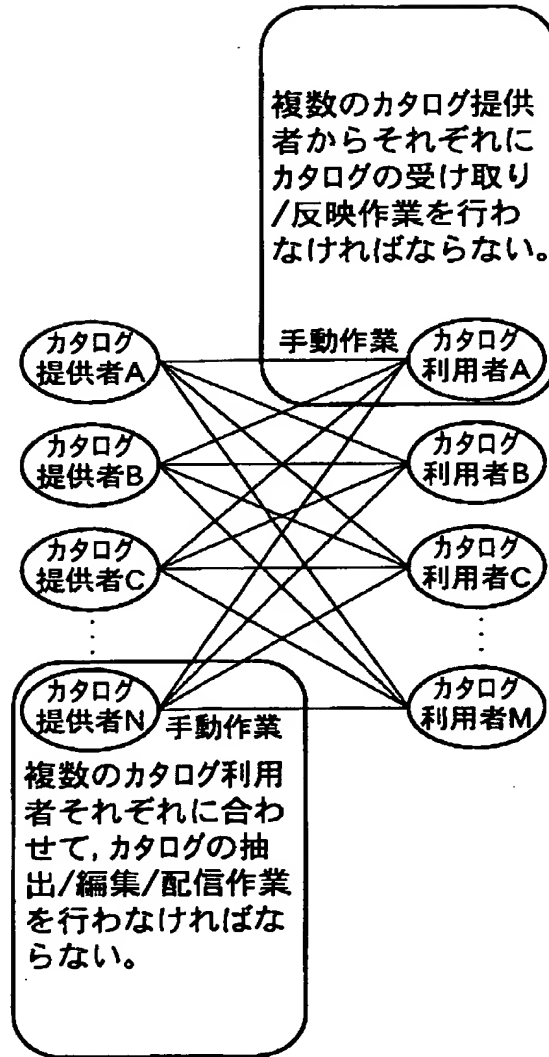 複数のカタログ提供
者からそれぞれに
カタログの受け取り
/反映作業を行わ
なければならない。
手動作業
カタログ
提供者A
カタログ
利用者A
カタログ
提供者B
カタログ
利用者B
カタログ
提供者C
カタログ
利用者C
カタログ
提供者N
カタログ
利用者M
手動作業
複数のカタログ利用
者それぞれに合わ
せて,カタログの抽
出/編集/配信作業
を行わなければな
らない。